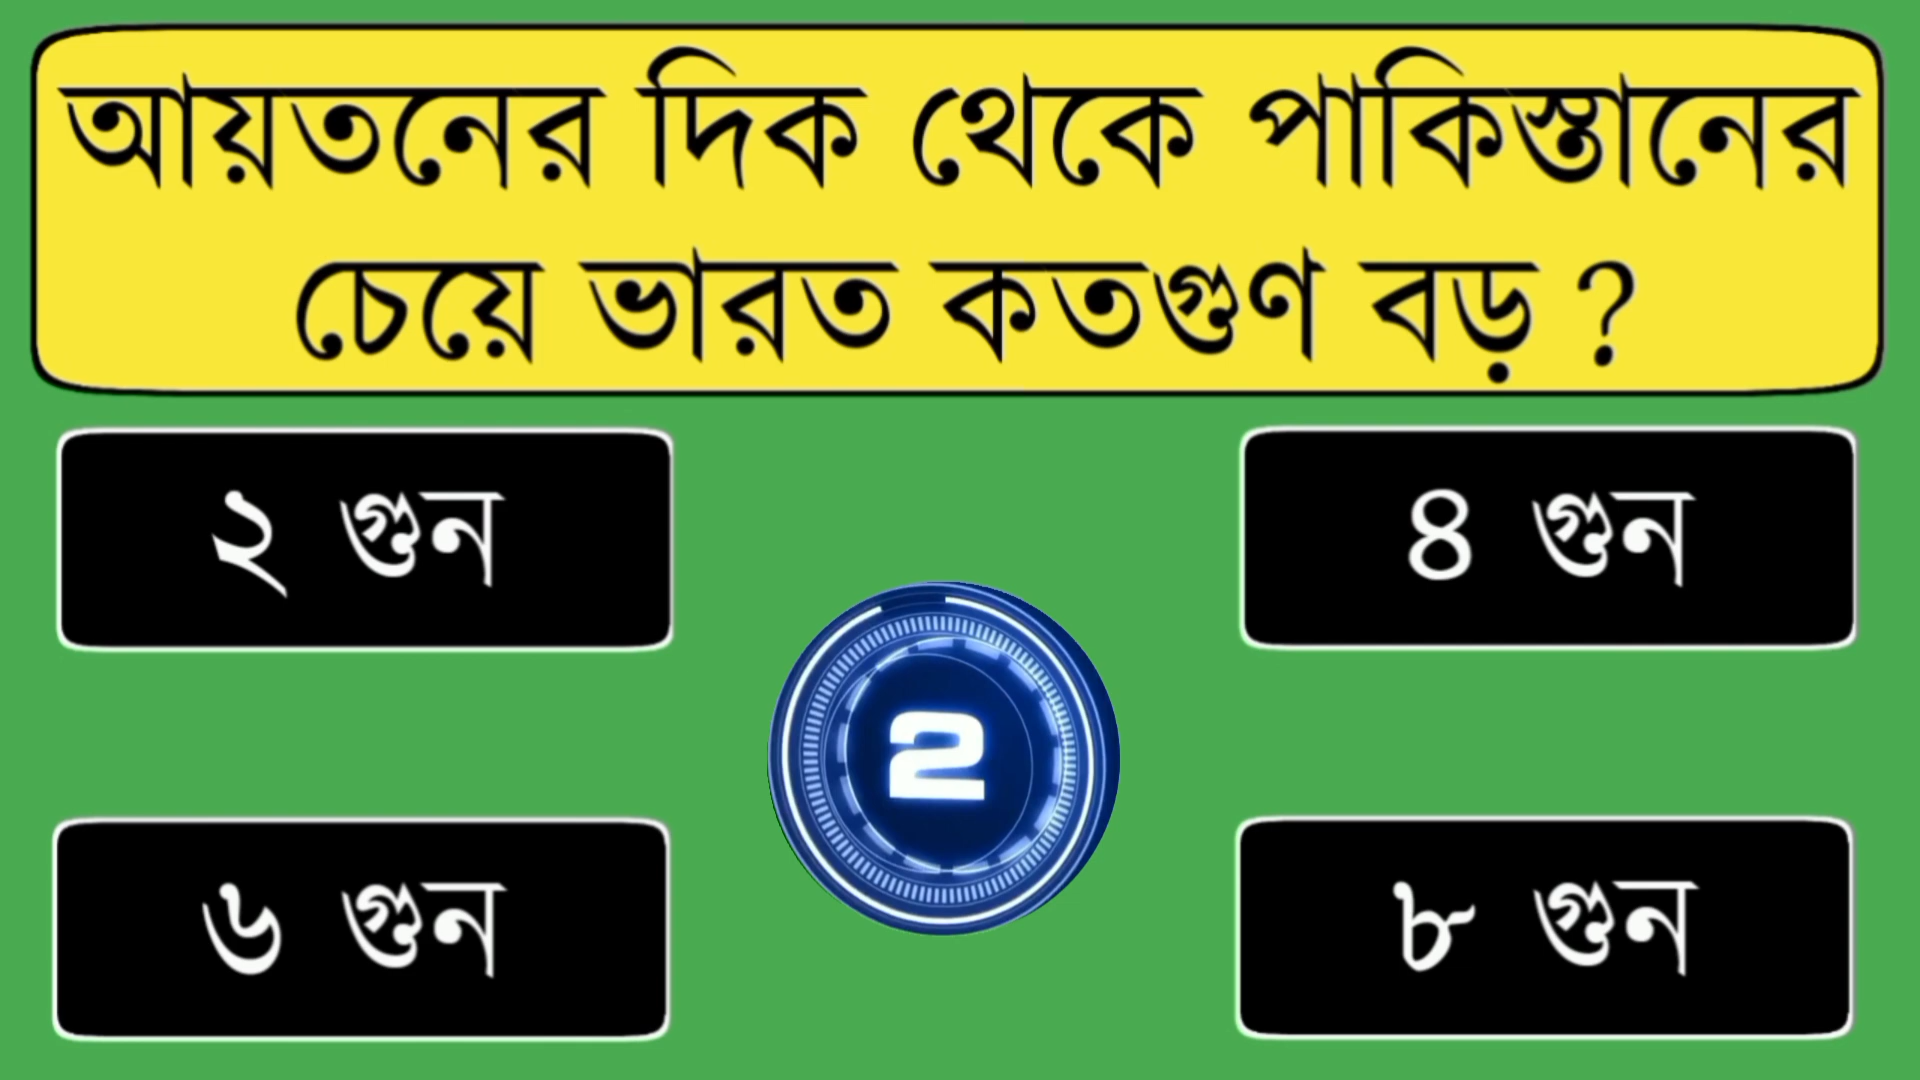 আয়তনের দিক থেকে পাকিস্তানের
চেয়ে ভারত কতগুণ বড় ?
২ গুন
৪ গুন
2
৬ গুন
৮ গুন